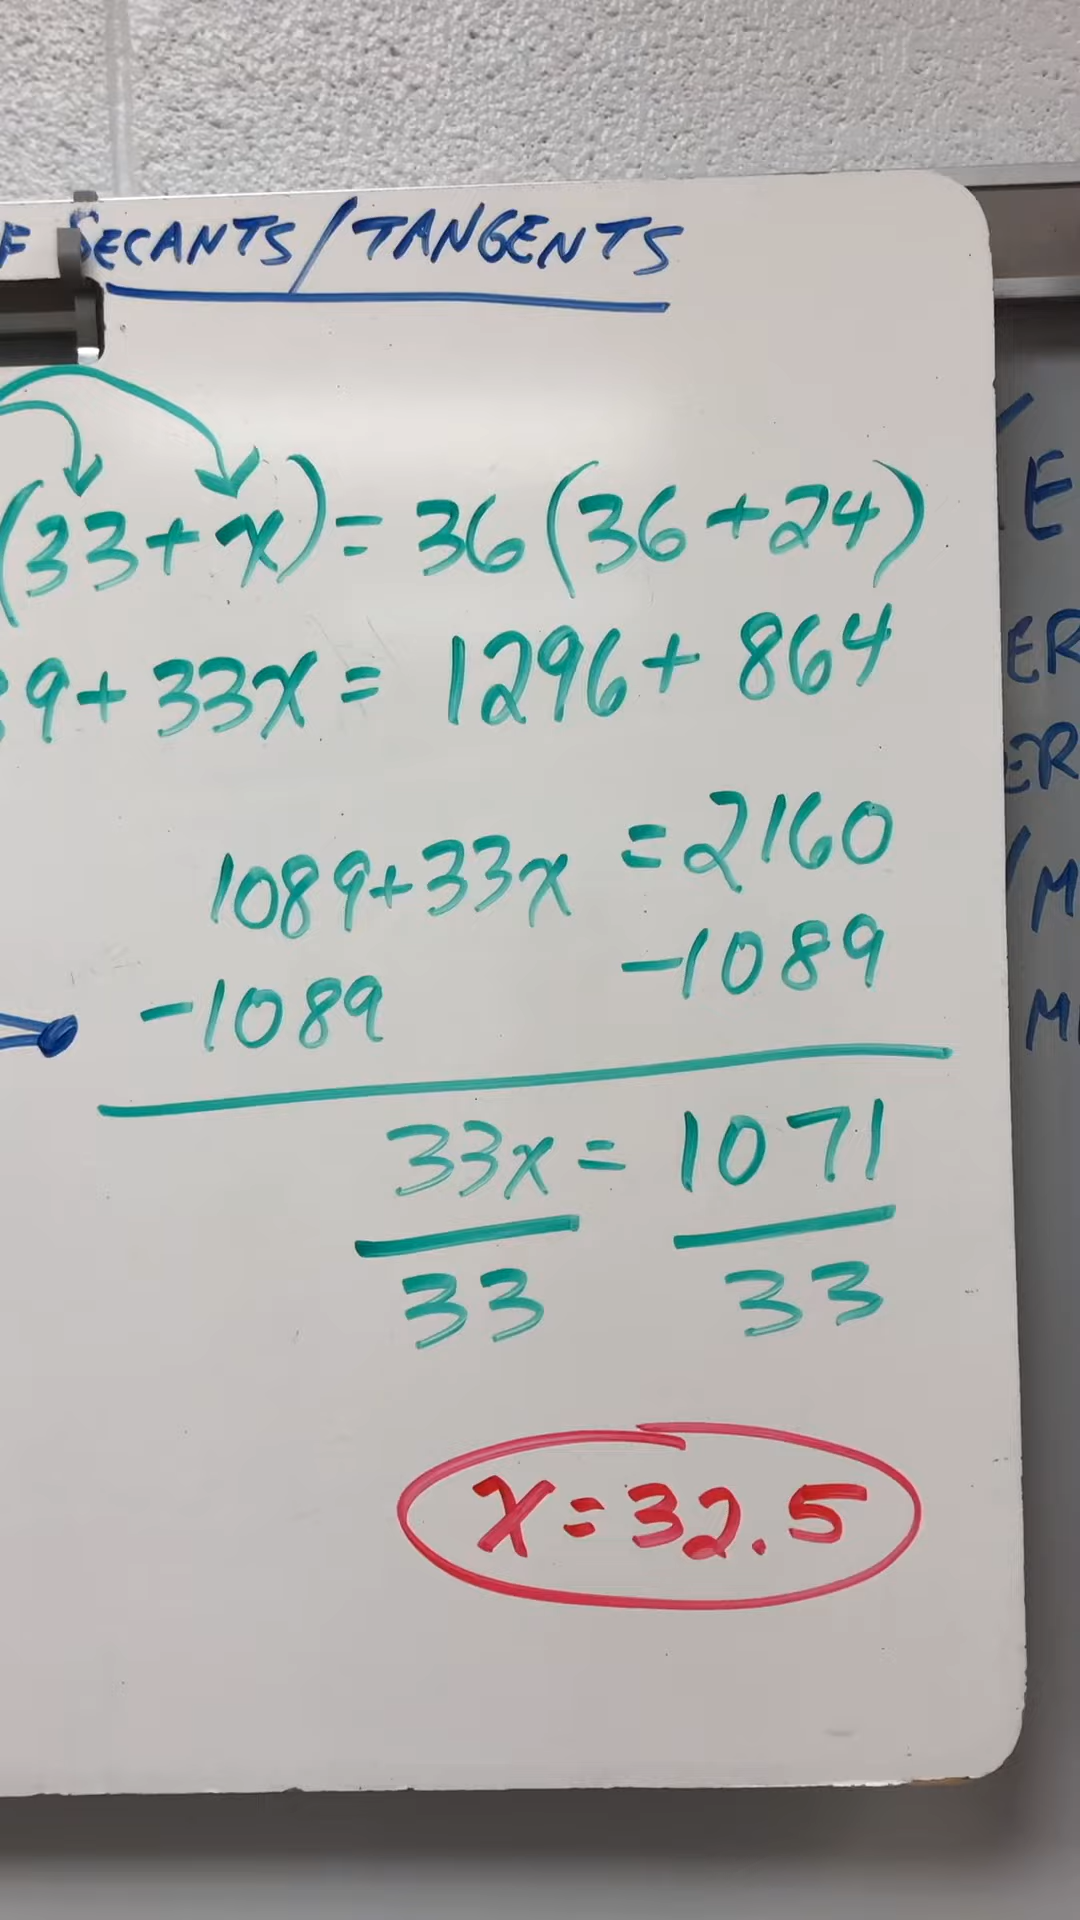 F SECANTS/TANGENTS
(33+x)=36(36+24)
9+33x=1296+864
1089+33x=2160
-1089 -1089
33x=1071
33 33
x=32.5
E
ER
ER
/M
M